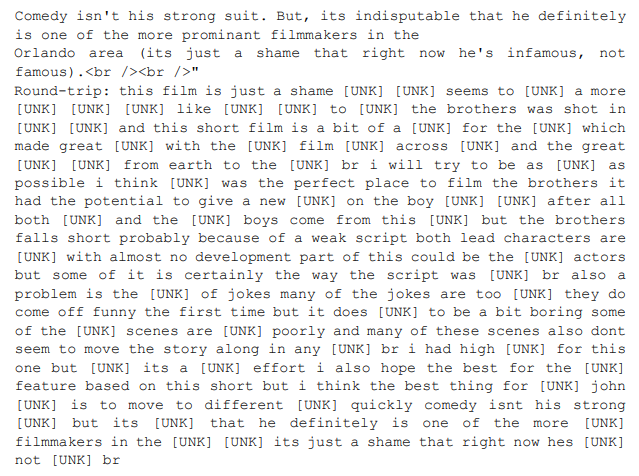 Comedy isn't his strong suit. But, its indisputable that he definitely
is one of the more prominant filmmakers in the
Orlando area (its just a shame that right now he's infamous, not
famous).<br /><br />"
Round-trip: this film is just a shame [UNK] [UNK] seems to [UNK] a more
[UNK] [UNK] [UNK] like [UNK] [UNK] to [UNK] the brothers was shot in
[UNK] [UNK] and this short film is a bit of a [UNK] for the [UNK] which
made great [UNK] with the [UNK] film [UNK] across [UNK] and the great
[UNK] [UNK] from earth to the [UNK] br i will try to be as [UNK] as
possible i think [UNK] was the perfect place to film the brothers it
had the potential to give a new [UNK] on the boy [UNK] [UNK] after all
both [UNK] and the [UNK] boys come from this [UNK] but the brothers
falls short probably because of a weak script both lead characters are
[UNK] with almost no development part of this could be the [UNK] actors
but some of it is certainly the way the script was [UNK] br also a
problem is the [UNK] of jokes many of the jokes are too [UNK] they do
come off funny the first time but it does [UNK] to be a bit boring some
of the [UNK] scenes are [UNK] poorly and many of these scenes also dont
seem to move the story along in any [UNK] br i had high [UNK] for this
one but [UNK] its a [UNK] effort i also hope the best for the [UNK]
feature based on this short but i think the best thing for [UNK] john
[UNK] is to move to different [UNK] quickly comedy isnt his strong
[UNK] but its [UNK] that he definitely is one of the more [UNK]
filmmakers in the [UNK] [UNK] its just a shame that right now hes [UNK]
not [UNK] br